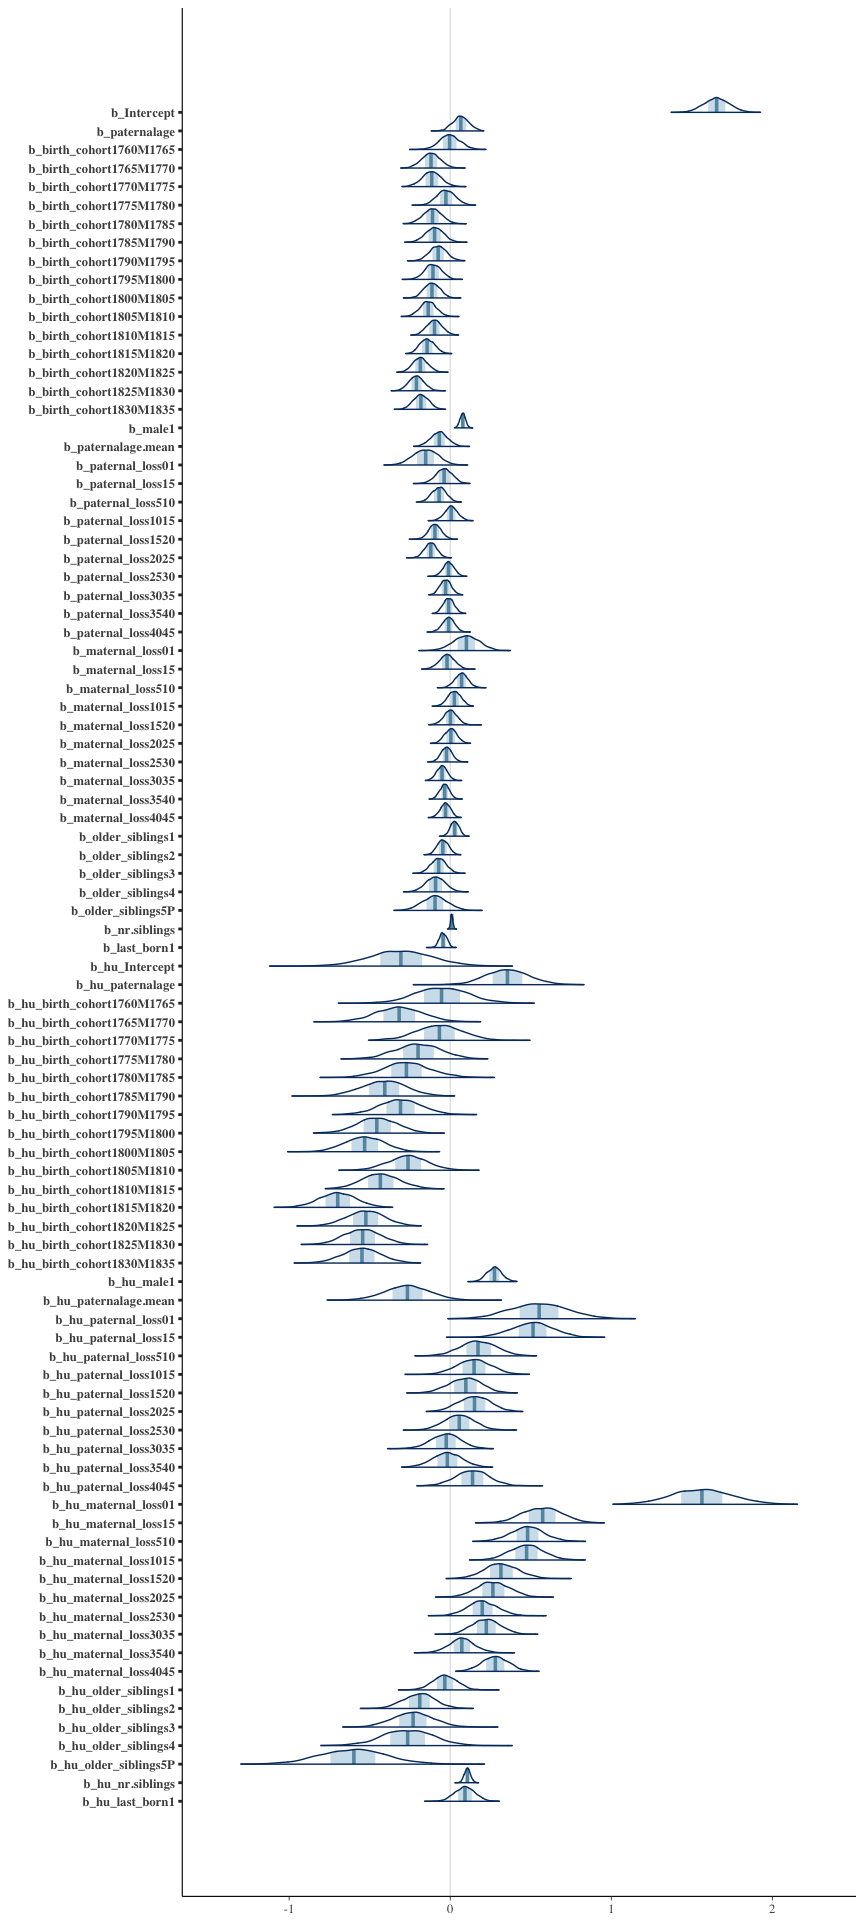 b_Intercept
b_paternalage
b_birth_cohort1760M1765
b_birth_cohort1765M1770
b_birth_cohort1770M1775
b_birth_cohort1775M1780
b_birth_cohort1780M1785
b_birth_cohort1785M1790
b_birth_cohort1790M1795
b_birth_cohort1795M1800
b_birth_cohort1800M1805
b_birth_cohort1805M1810
b_birth_cohort1810M1815
b_birth_cohort1815M1820
b_birth_cohort1820M1825
b_birth_cohort1825M1830
b_birth_cohort1830M1835
b_male1
b_paternalage.mean
b_paternal_loss01
b_paternal_loss15
b_paternal_loss510
b_paternal_loss1015
b_paternal_loss1520
b_paternal_loss2025
b_paternal_loss2530
b_paternal_loss3035
b_paternal_loss3540
b_paternal_loss4045
b_maternal_loss01
b_maternal_loss15
b_maternal_loss510
b_maternal_loss1015
b_maternal_loss1520
b_maternal_loss2025
b_maternal_loss2530
b_maternal_loss3035
b_maternal_loss3540
b_maternal_loss4045
b_older_siblings1
b_older_siblings2
b_older_siblings3
b_older_siblings4
b_older_siblings5P
b_nr.siblings
b_last_born1
b_hu_Intercept
b_hu_paternalage
b_hu_birth_cohort1760M1765
b_hu_birth_cohort1765M1770
b_hu_birth_cohort1770M1775
b_hu_birth_cohort1775M1780
b_hu_birth_cohort1780M1785
b_hu_birth_cohort1785M1790
b_hu_birth_cohort1790M1795
b_hu_birth_cohort1795M1800
b_hu_birth_cohort1800M1805
b_hu_birth_cohort1805M1810
b_hu_birth_cohort1810M1815
b_hu_birth_cohort1815M1820
b_hu_birth_cohort1820M1825
b_hu_birth_cohort1825M1830
b_hu_birth_cohort1830M1835
b_hu_male1
b_hu_paternalage.mean
b_hu_paternal_loss01
b_hu_paternal_loss15
b_hu_paternal_loss510
b_hu_paternal_loss1015
b_hu_paternal_loss1520
b_hu_paternal_loss2025
b_hu_paternal_loss2530
b_hu_paternal_loss3035
b_hu_paternal_loss3540
b_hu_paternal_loss4045
b_hu_maternal_loss01
b_hu_maternal_loss15
b_hu_maternal_loss510
b_hu_maternal_loss1015
b_hu_maternal_loss1520
b_hu_maternal_loss2025
b_hu_maternal_loss2530
b_hu_maternal_loss3035
b_hu_maternal_loss3540
b_hu_maternal_loss4045
b_hu_older_siblings1
b_hu_older_siblings2
b_hu_older_siblings3
b_hu_older_siblings4
b_hu_older_siblings5P
b_hu_nr.siblings
b_hu_last_born1
-1 0 1 2